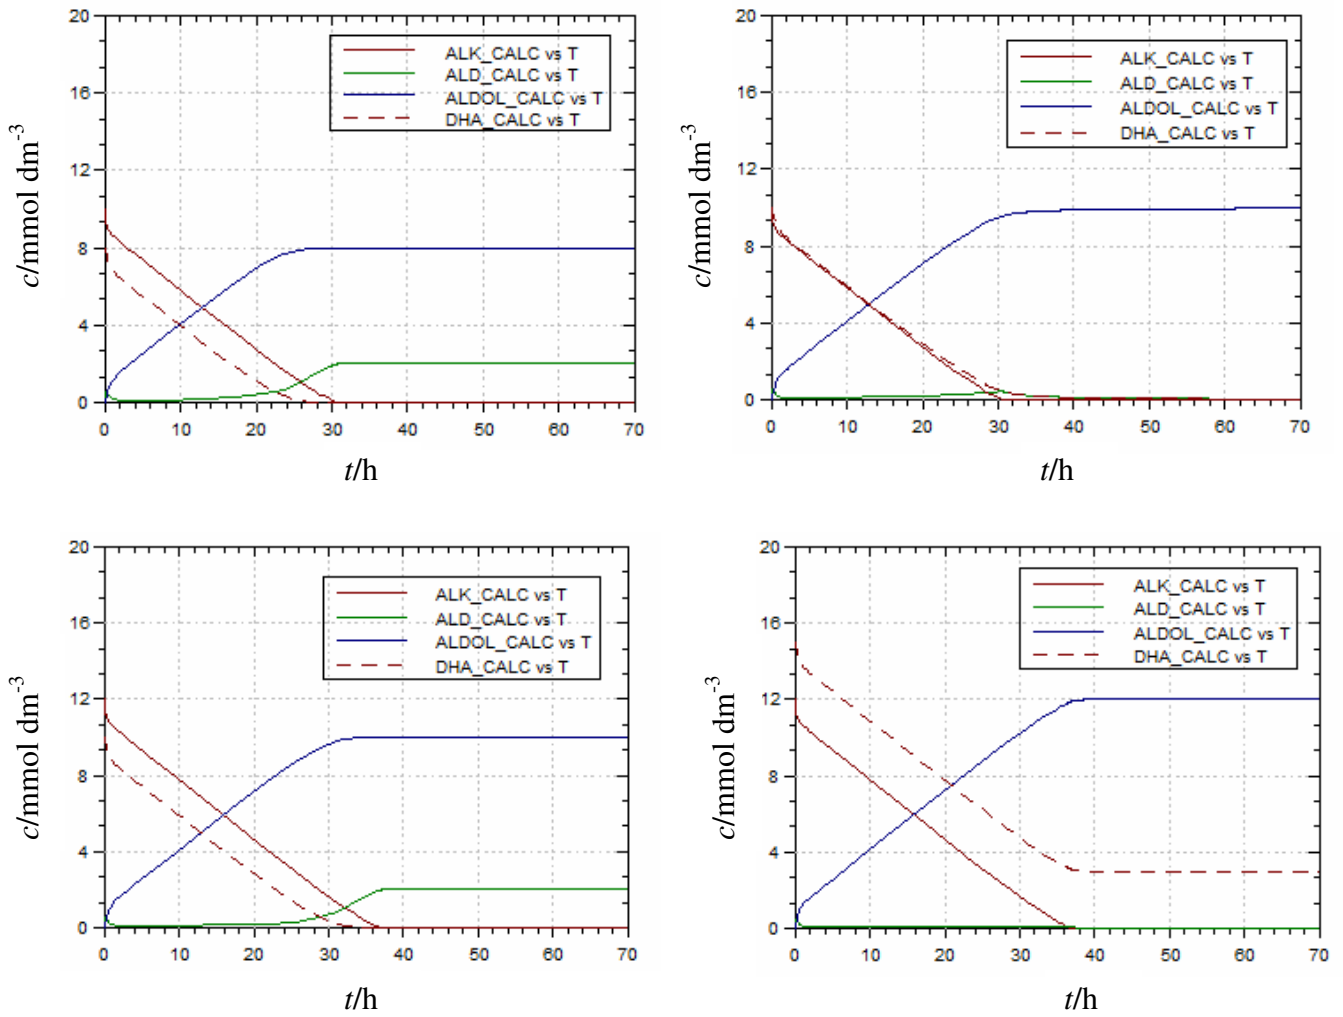 20
16
12
8
4
0
c/mmol dm⁻³
ALK_CALC vs T
ALD_CALC vs T
ALDOL_CALC vs T
DHA_CALC vs T
0 10 20 30 40 50 60 70
t/h
20
16
12
8
4
0
c/mmol dm⁻³
ALK_CALC vs T
ALD_CALC vs T
ALDOL_CALC vs T
DHA_CALC vs T
0 10 20 30 40 50 60 70
t/h
20
16
12
8
4
0
c/mmol dm⁻³
ALK_CALC vs T
ALD_CALC vs T
ALDOL_CALC vs T
DHA_CALC vs T
0 10 20 30 40 50 60 70
t/h
20
16
12
8
4
0
c/mmol dm⁻³
ALK_CALC vs T
ALD_CALC vs T
ALDOL_CALC vs T
DHA_CALC vs T
0 10 20 30 40 50 60 70
t/h